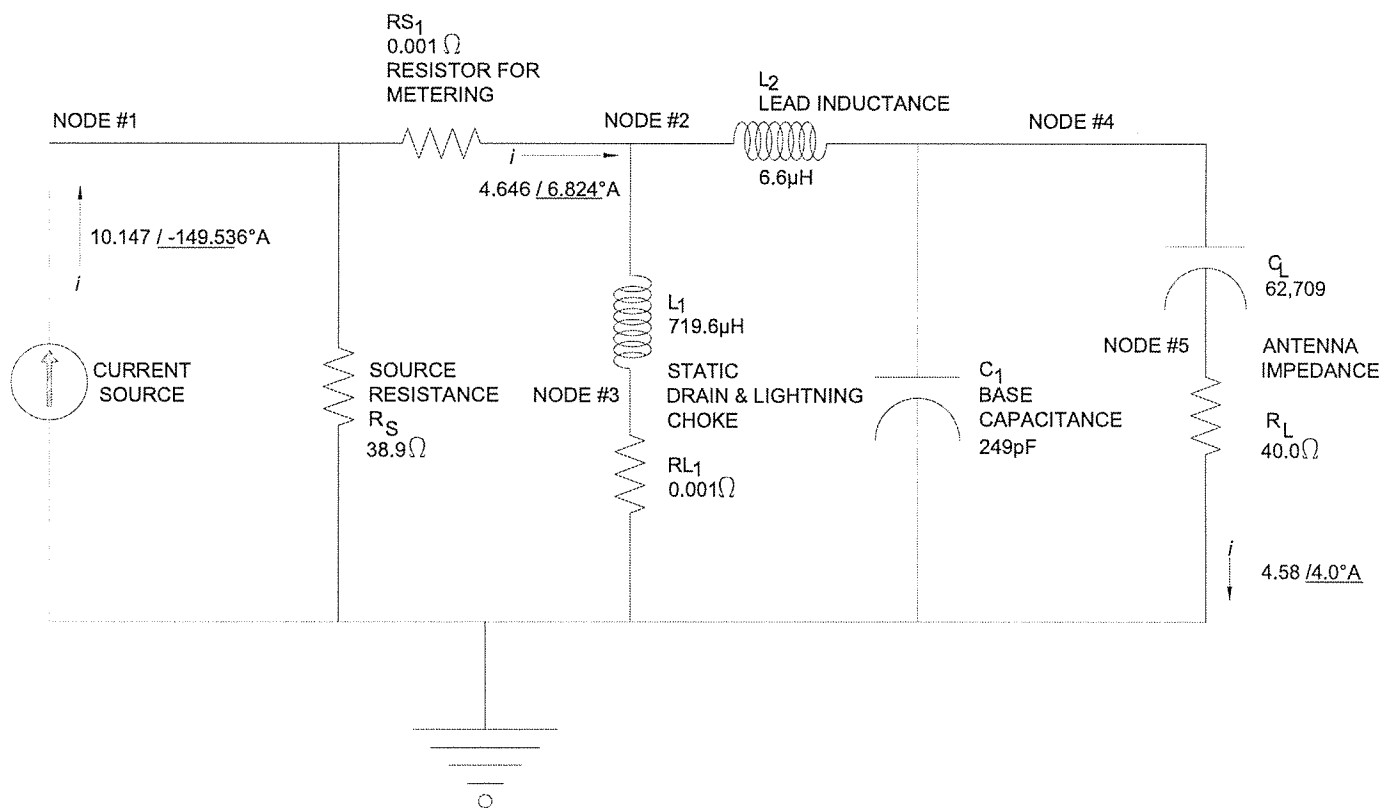 RS1
0.001 Ω
RESISTOR FOR
METERING
L2
LEAD INDUCTANCE
NODE #1
NODE #2
NODE #4
i
4.646 /6.824°A
6.6µH
10.147 /-149.536°A
i
CURRENT
SOURCE
SOURCE
RESISTANCE
RS
38.9Ω
L1
719.6µH
STATIC
DRAIN & LIGHTNING
CHOKE
NODE #3
RL1
0.001Ω
C1
BASE
CAPACITANCE
249pF
CL
62,709
NODE #5
ANTENNA
IMPEDANCE
RL
40.0Ω
i
4.58 /4.0°A